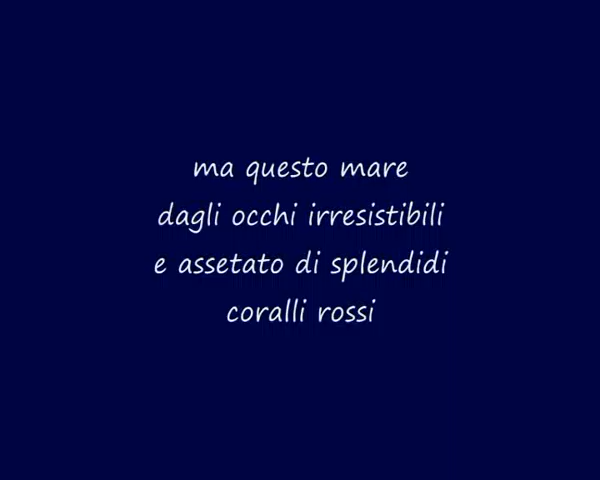 ma questo mare
dagli occhi irresistibili
e assetato di splendidi
coralli rossi